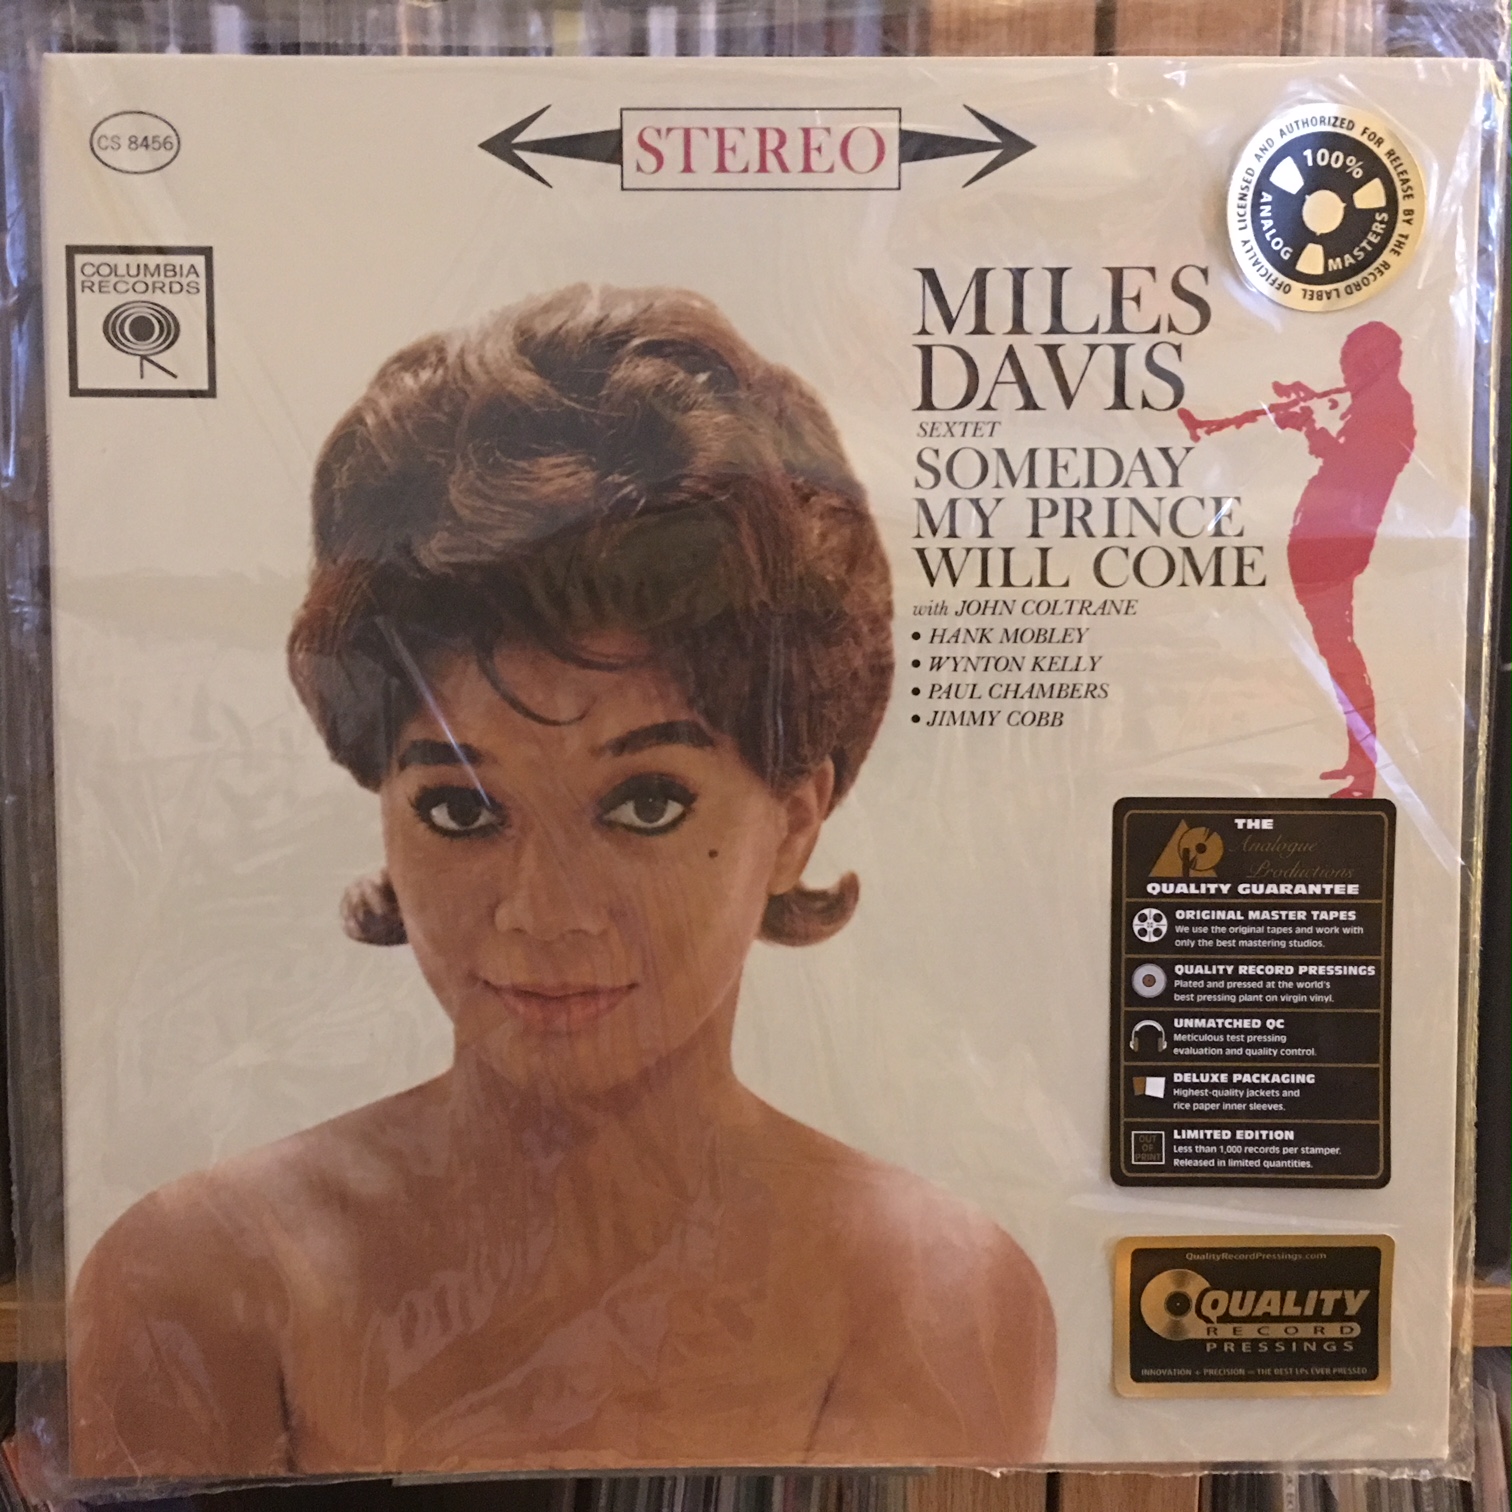 CS 8456
STEREO
OFFICIALLY LICENSED AND AUTHORIZED FOR RELEASE BY THE RECORD LABEL
100%
ANALOG
MASTERS
COLUMBIA
RECORDS
MILES
DAVIS
SEXTET
SOMEDAY
MY PRINCE
WILL COME
with JOHN COLTRANE
• HANK MOBLEY
• WYNTON KELLY
• PAUL CHAMBERS
• JIMMY COBB
THE
Analogue
Productions
QUALITY GUARANTEE
ORIGINAL MASTER TAPES
We use the original tapes and work with
only the best mastering studios.
QUALITY RECORD PRESSINGS
Plated and pressed at the world's
best pressing plant on virgin vinyl.
UNMATCHED QC
Meticulous test pressing
evaluation and quality control.
DELUXE PACKAGING
Highest-quality jackets and
rice paper inner sleeves.
OUT
OF
PRINT
LIMITED EDITION
Less than 1,000 records per stamper.
Released in limited quantities.
QualityRecordPressings.com
QUALITY
RECORD
PRESSINGS
INNOVATION + PRECISION = THE BEST LPs EVER PRESSED